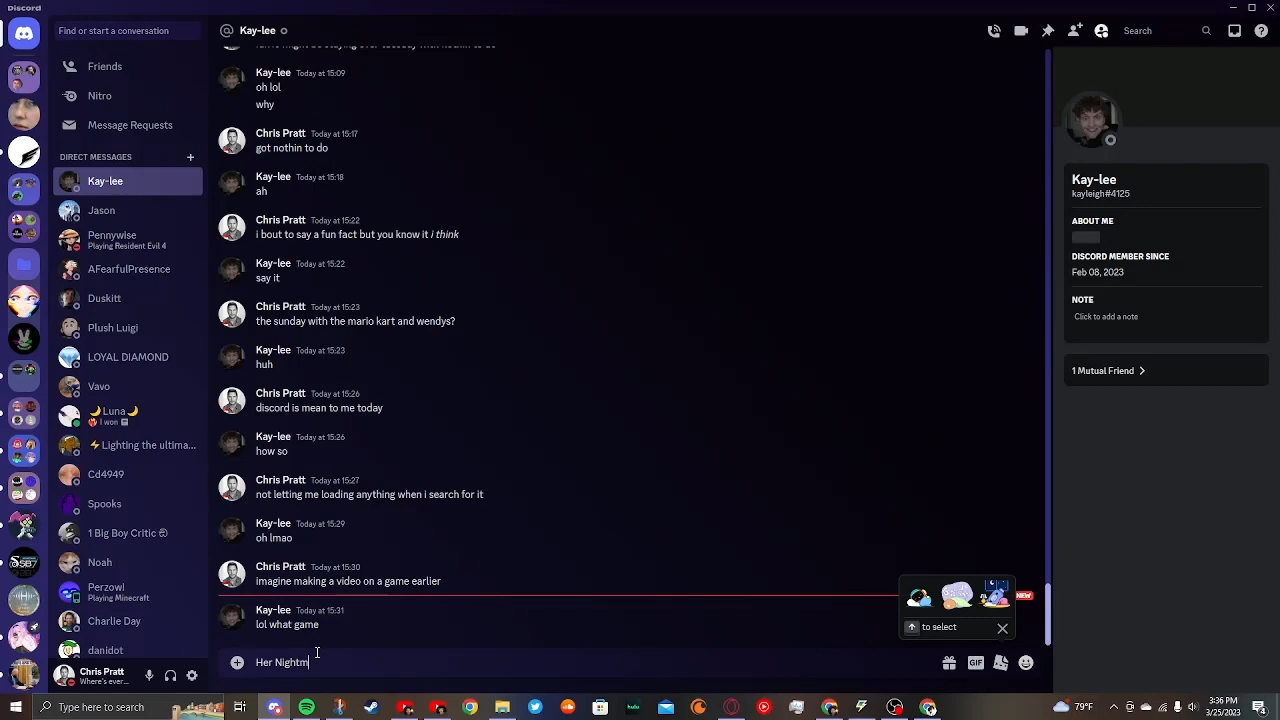 Discord
Find or start a conversation
Friends
Nitro
Message Requests
DIRECT MESSAGES
Kay-lee
Jason
Pennywise
Playing Resident Evil 4
AFearfulPresence
Duskitt
Plush Luigi
LOYAL DIAMOND
Vavo
🌙Luna🌙
I won
⚡Lighting the ultima...
Cd4949
Spooks
1 Big Boy Critic
Noah
Perzowl
Playing Minecraft
Charlie Day
danidot
Chris Pratt
Where's ever...
Kay-lee
Search
Kay-lee Today at 15:09
oh lol
why
Chris Pratt Today at 15:17
got nothin to do
Kay-lee Today at 15:18
ah
Chris Pratt Today at 15:22
i bout to say a fun fact but you know it i think
Kay-lee Today at 15:22
say it
Chris Pratt Today at 15:23
the sunday with the mario kart and wendys?
Kay-lee Today at 15:23
huh
Chris Pratt Today at 15:26
discord is mean to me today
Kay-lee Today at 15:26
how so
Chris Pratt Today at 15:27
not letting me loading anything when i search for it
Kay-lee Today at 15:29
oh lmao
Chris Pratt Today at 15:30
imagine making a video on a game earlier
NEW
Kay-lee Today at 15:31
lol what game
to select
Her Nightm
GIF
Kay-lee
kayleigh#4125
ABOUT ME
DISCORD MEMBER SINCE
Feb 08, 2023
NOTE
Click to add a note
1 Mutual Friend
Type here to search
hulu
79°F
3:36 PM